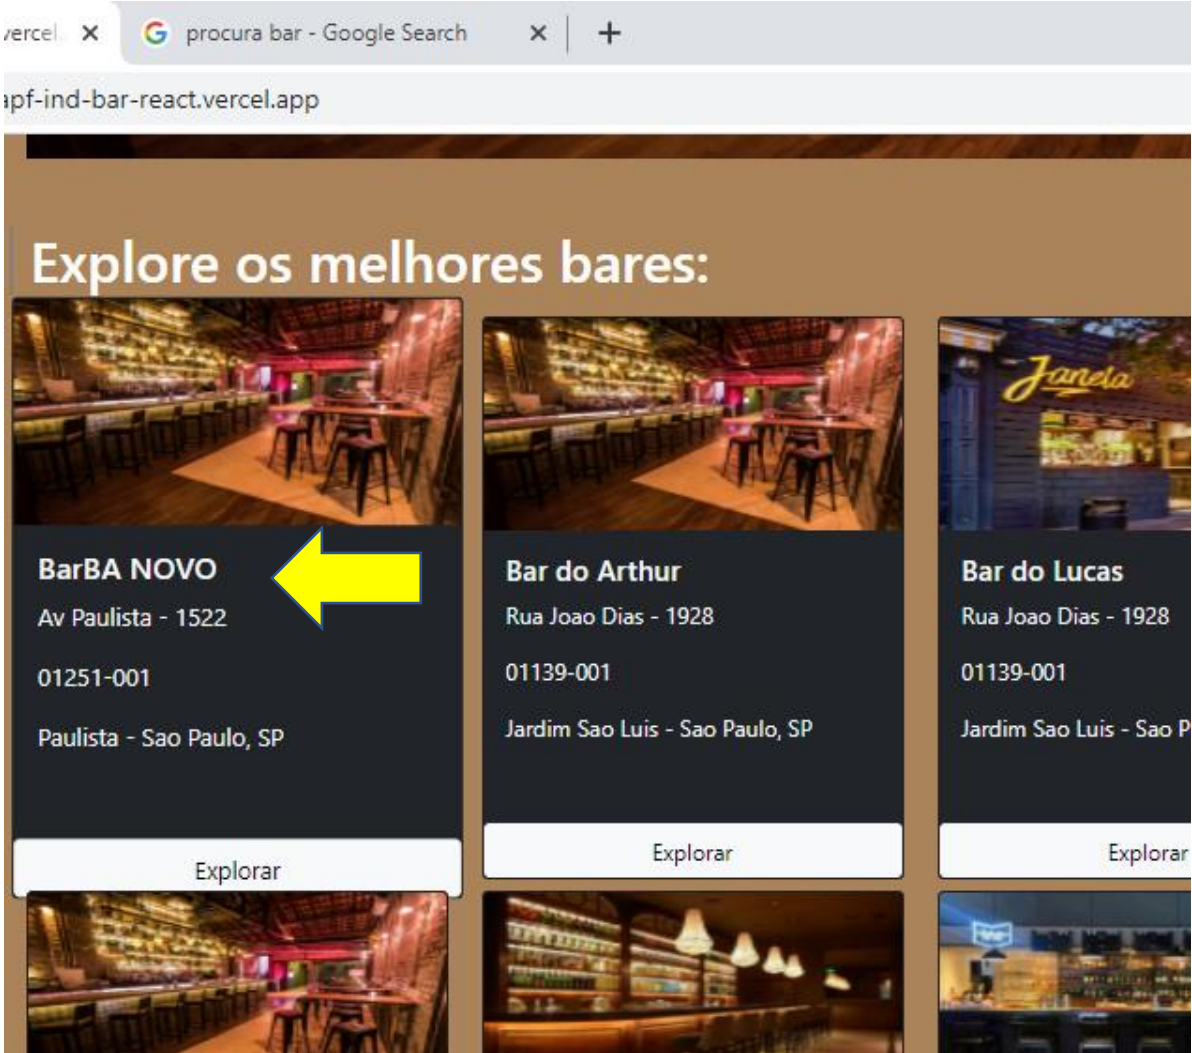 vercel
procura bar - Google Search
apf-ind-bar-react.vercel.app
Explore os melhores bares:
Janela
BarBA NOVO
Av Paulista - 1522
01251-001
Paulista - Sao Paulo, SP
Explorar
Bar do Arthur
Rua Joao Dias - 1928
01139-001
Jardim Sao Luis - Sao Paulo, SP
Explorar
Bar do Lucas
Rua Joao Dias - 1928
01139-001
Jardim Sao Luis - Sao P
Explorar